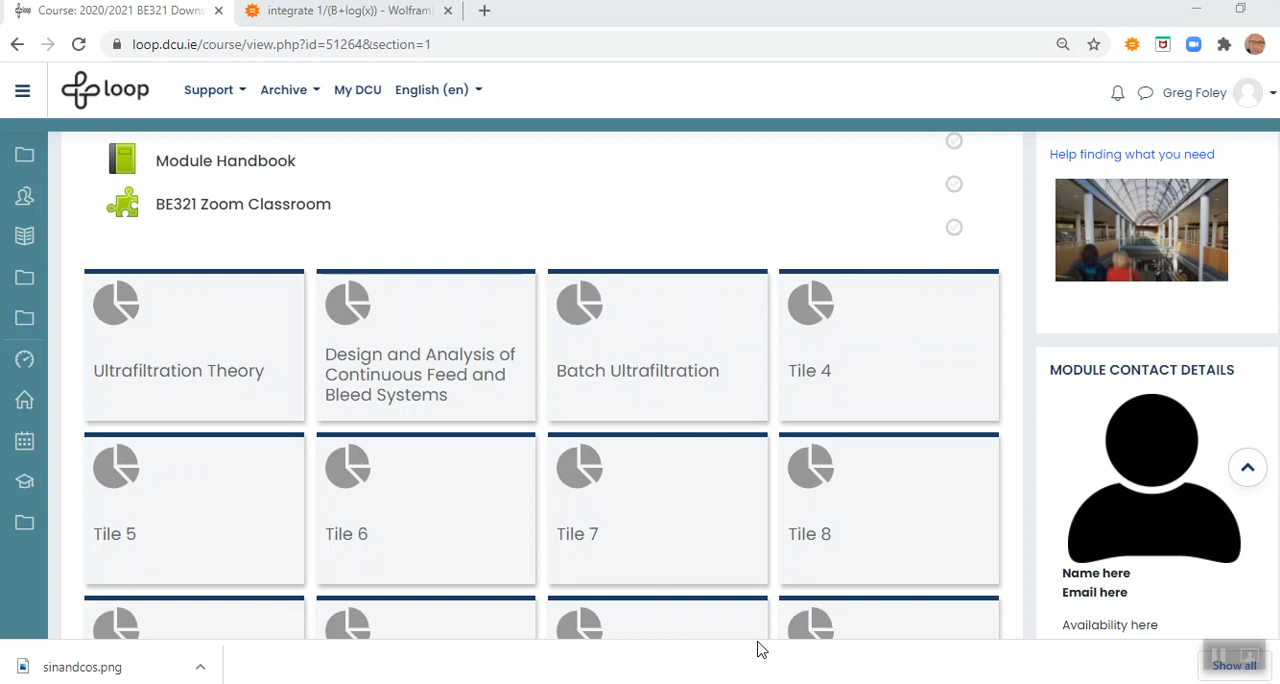 Course: 2020/2021 BE321 Downs
integrate 1/(B+log(x)) - Wolfram
loop.dcu.ie/course/view.php?id=51264&section=1
loop
Support
Archive
My DCU
English (en)
Greg Foley
Module Handbook
BE321 Zoom Classroom
Help finding what you need
Ultrafiltration Theory
Design and Analysis of
Continuous Feed and
Bleed Systems
Batch Ultrafiltration
Tile 4
MODULE CONTACT DETAILS
Tile 5
Tile 6
Tile 7
Tile 8
Name here
Email here
Availability here
sinandcos.png
Show all